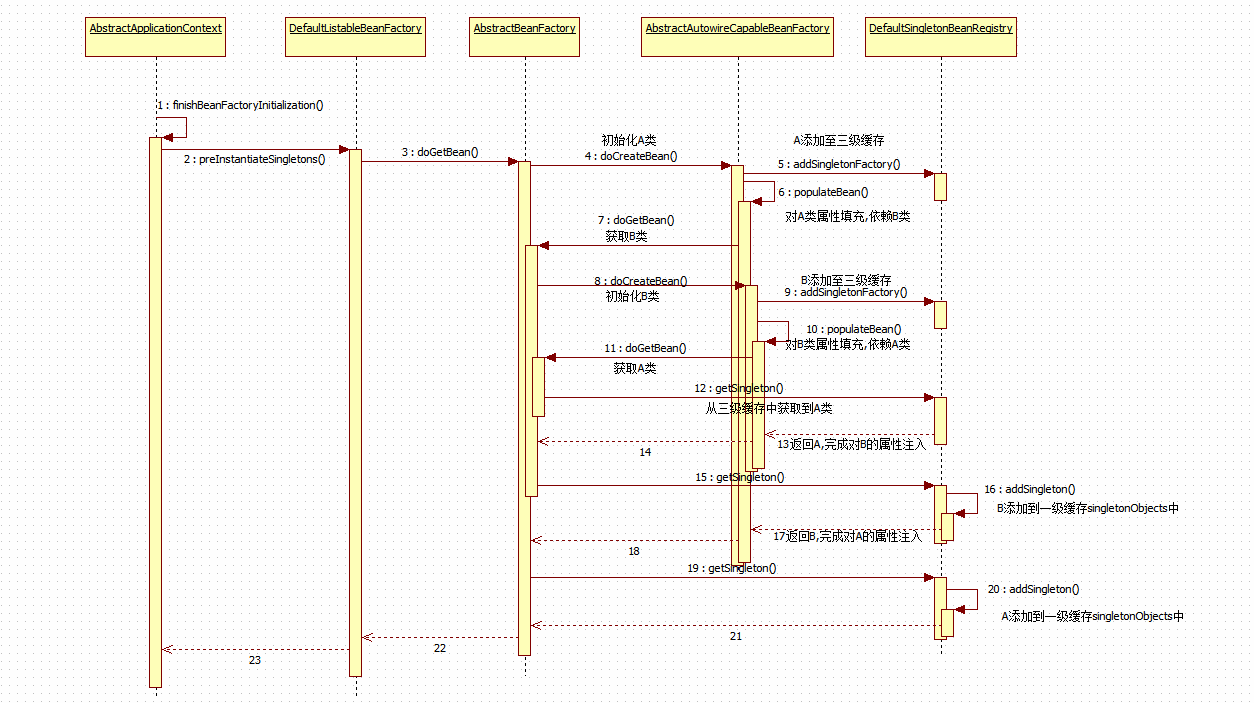 AbstractApplicationContext
DefaultListableBeanFactory
AbstractBeanFactory
AbstractAutowireCapableBeanFactory
DefaultSingletonBeanRegistry
1 : finishBeanFactoryInitialization()
2 : preInstantiateSingletons()
3 : doGetBean()
初始化A类
4 : doCreateBean()
A添加至三级缓存
5 : addSingletonFactory()
6 : populateBean()
对A类属性填充,依赖B类
7 : doGetBean()
获取B类
8 : doCreateBean()
初始化B类
B添加至三级缓存
9 : addSingletonFactory()
10 : populateBean()
对B类属性填充,依赖A类
11 : doGetBean()
获取A类
12 : getSingleton()
从三级缓存中获取到A类
13返回A,完成对B的属性注入
14
15 : getSingleton()
16 : addSingleton()
B添加到一级缓存singletonObjects中
17返回B,完成对A的属性注入
18
19 : getSingleton()
20 : addSingleton()
A添加到一级缓存singletonObjects中
21
22
23